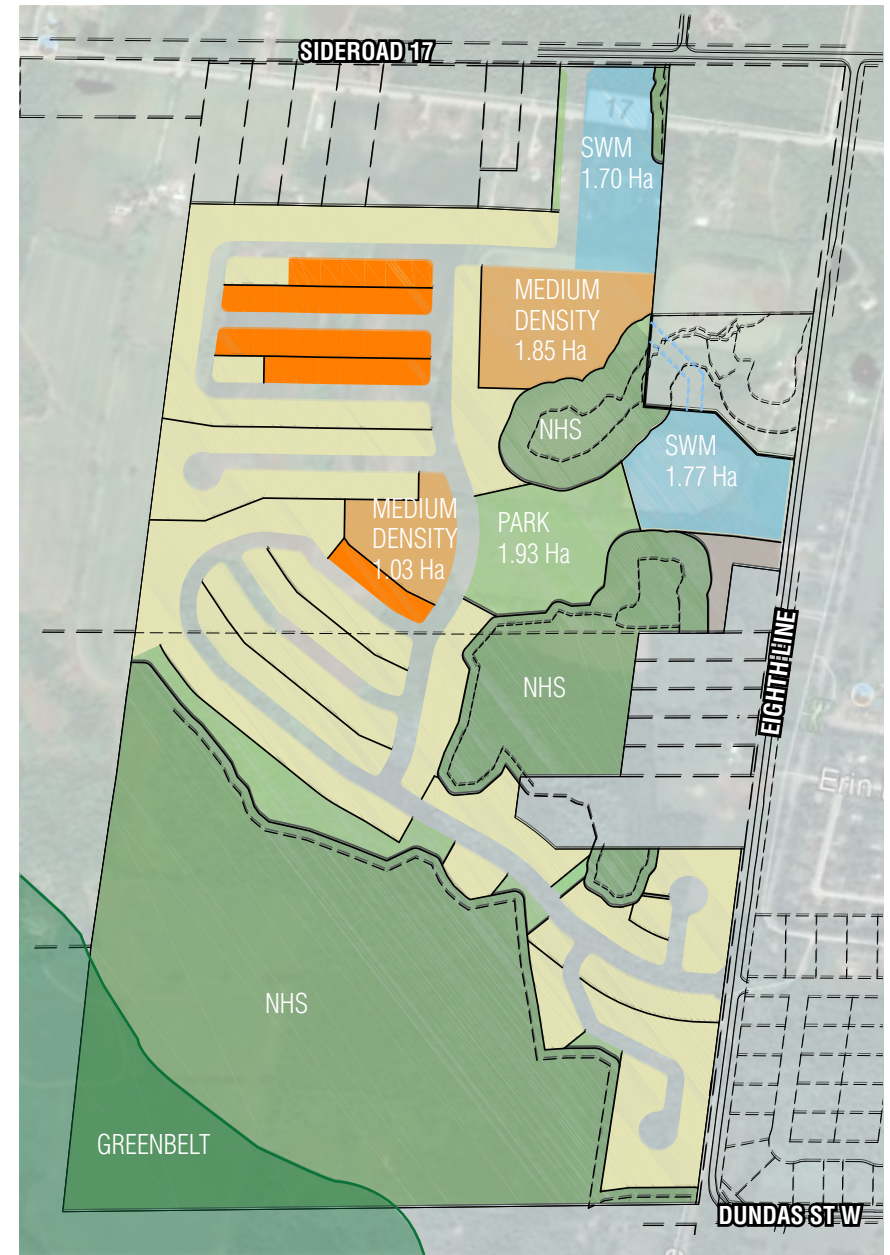 SIDEROAD 17
17
SWM
1.70 Ha
MEDIUM
DENSITY
1.85 Ha
NHS
SWM
1.77 Ha
MEDIUM
DENSITY
1.03 Ha
PARK
1.93 Ha
EIGHTH LINE
NHS
Erin
NHS
GREENBELT
DUNDAS ST W